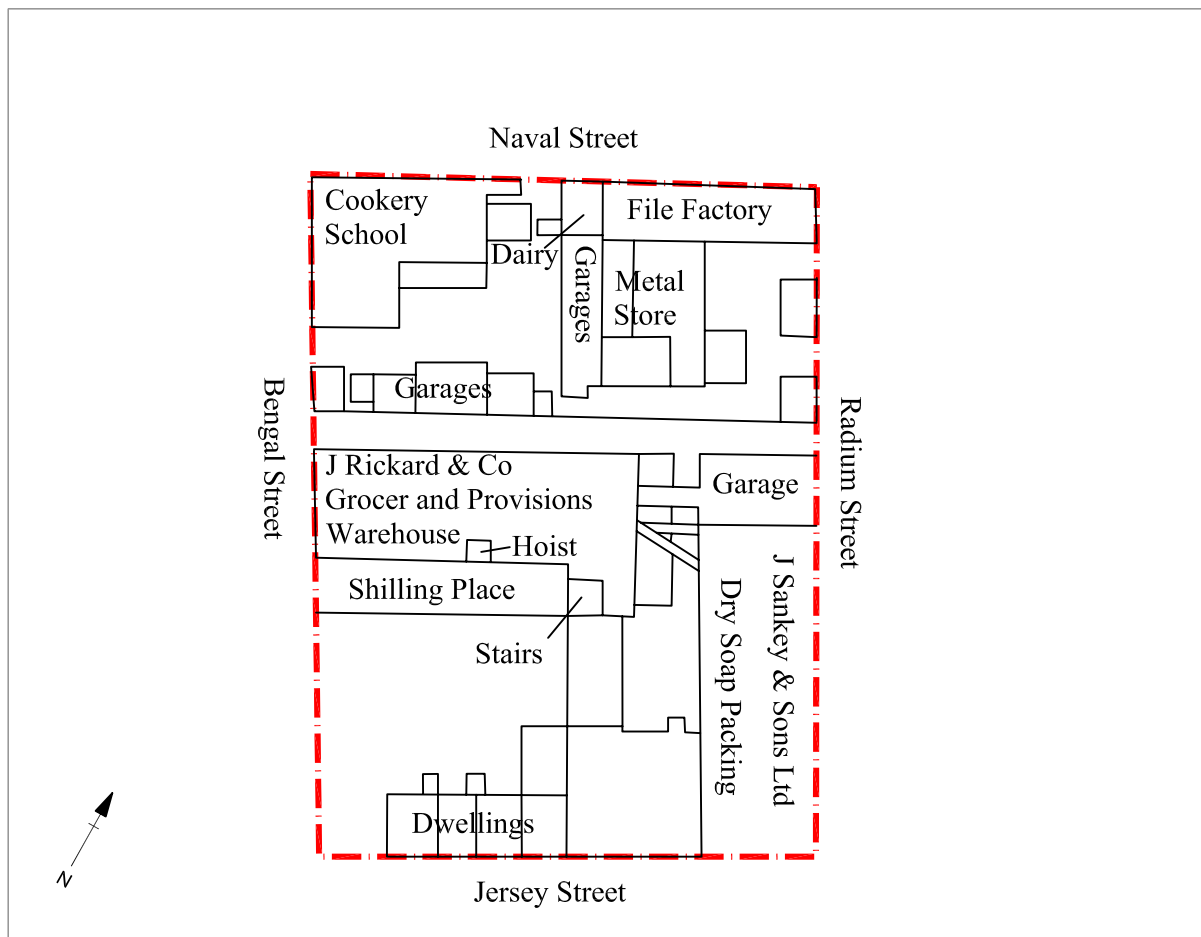 Naval Street
Cookery
School
File Factory
Dairy
Garages
Metal
Store
Garages
Bengal Street
Radium Street
J Rickard & Co
Grocer and Provisions
Warehouse
Garage
Hoist
Shilling Place
Stairs
J Sankey & Sons Ltd
Dry Soap Packing
Dwellings
Jersey Street
N